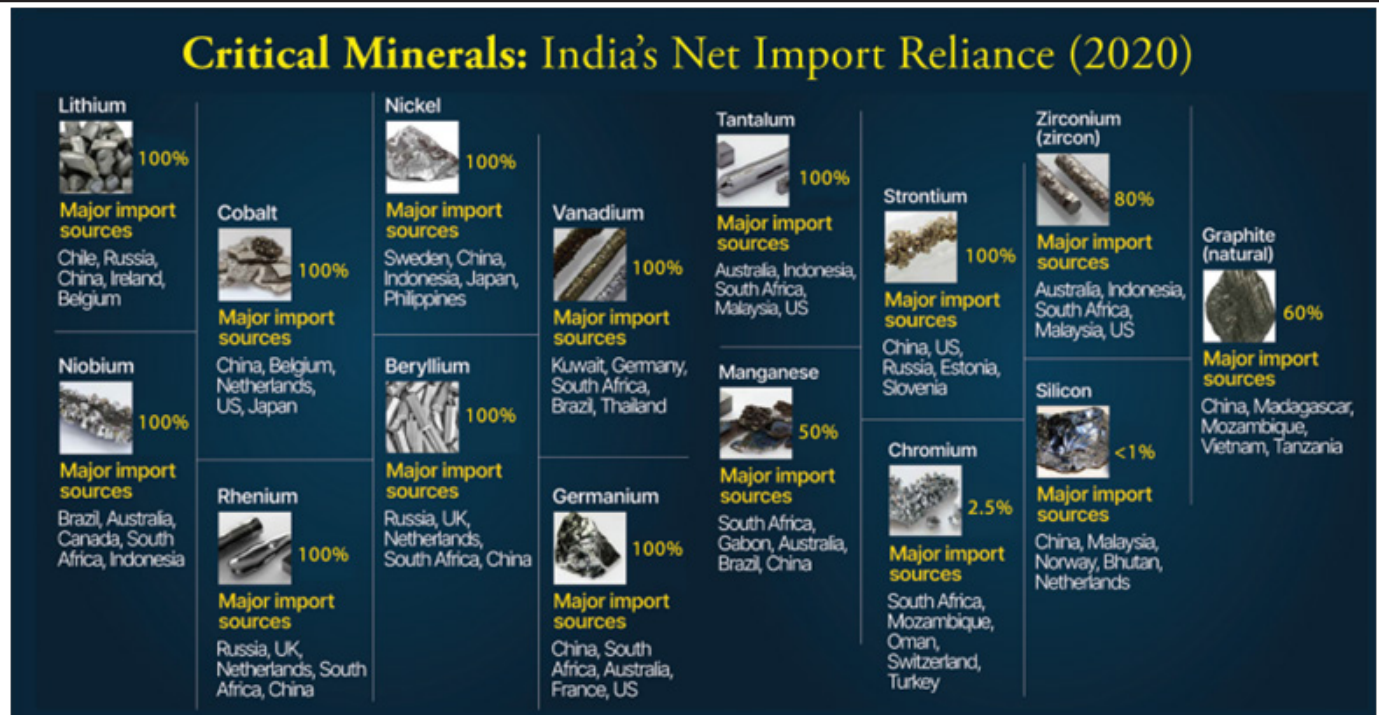 Critical Minerals: India's Net Import Reliance (2020)
Lithium
100%
Major import
sources
Chile, Russia,
China, Ireland,
Belgium
Niobium
100%
Major import
sources
Brazil, Australia,
Canada, South
Africa, Indonesia
Cobalt
100%
Major import
sources
China, Belgium,
Netherlands,
US, Japan
Rhenium
100%
Major import
sources
Russia, UK,
Netherlands, South
Africa, China
Nickel
100%
Major import
sources
Sweden, China,
Indonesia, Japan,
Philippines
Beryllium
100%
Major import
sources
Russia, UK,
Netherlands,
South Africa, China
Vanadium
100%
Major import
sources
Kuwait, Germany,
South Africa,
Brazil, Thailand
Germanium
100%
Major import
sources
China, South
Africa, Australia,
France, US
Tantalum
100%
Major import
sources
Australia, Indonesia,
South Africa,
Malaysia, US
Manganese
50%
Major import
sources
South Africa,
Gabon, Australia,
Brazil, China
Strontium
100%
Major import
sources
China, US,
Russia, Estonia,
Slovenia
Chromium
2.5%
Major import
sources
South Africa,
Mozambique,
Oman,
Switzerland,
Turkey
Zirconium
(zircon)
80%
Major import
sources
Australia, Indonesia,
South Africa,
Malaysia, US
Silicon
<1%
Major import
sources
China, Malaysia,
Norway, Bhutan,
Netherlands
Graphite
(natural)
60%
Major import
sources
China, Madagascar,
Mozambique,
Vietnam, Tanzania